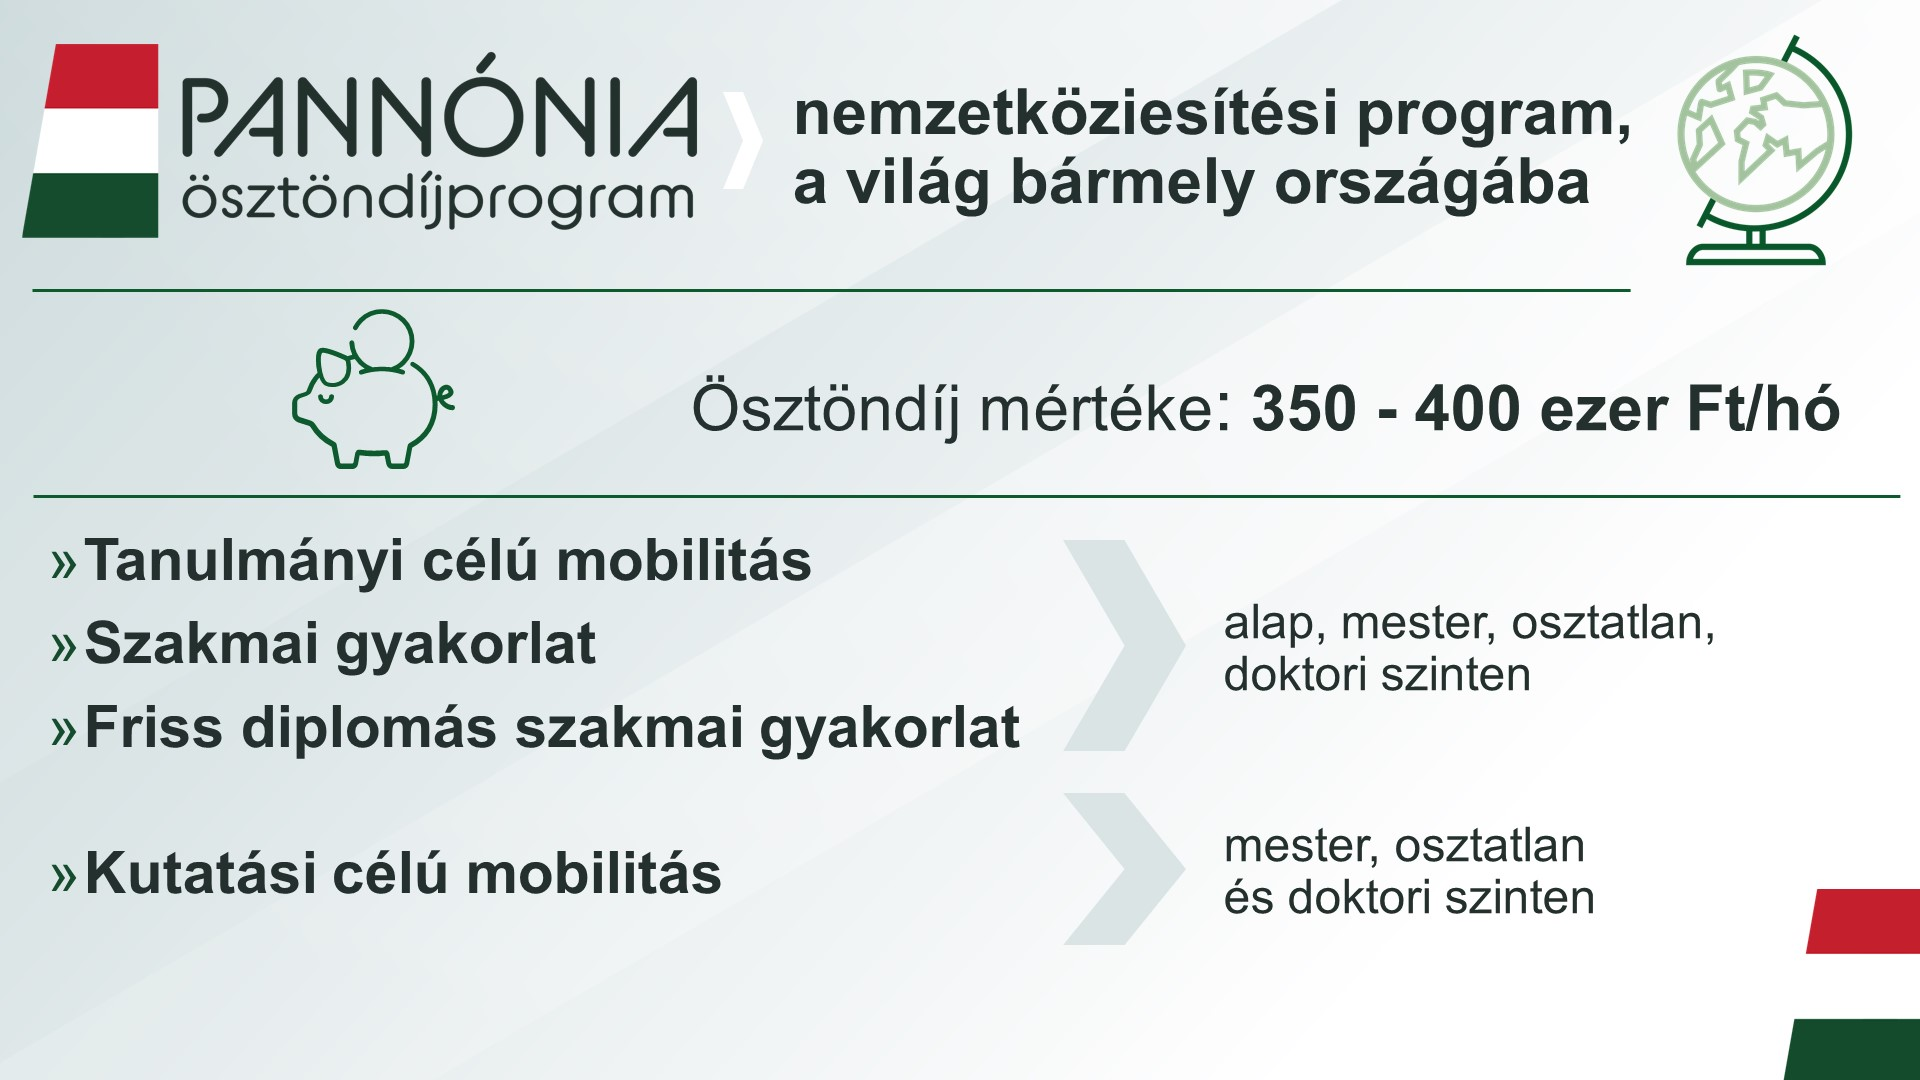 PANNÓNIA
ösztöndíjprogram
nemzetköziesítési program,
a világ bármely országába
Ösztöndíj mértéke: 350 - 400 ezer Ft/hó
» Tanulmányi célú mobilitás
» Szakmai gyakorlat
» Friss diplomás szakmai gyakorlat
alap, mester, osztatlan,
doktori szinten
» Kutatási célú mobilitás
mester, osztatlan
és doktori szinten